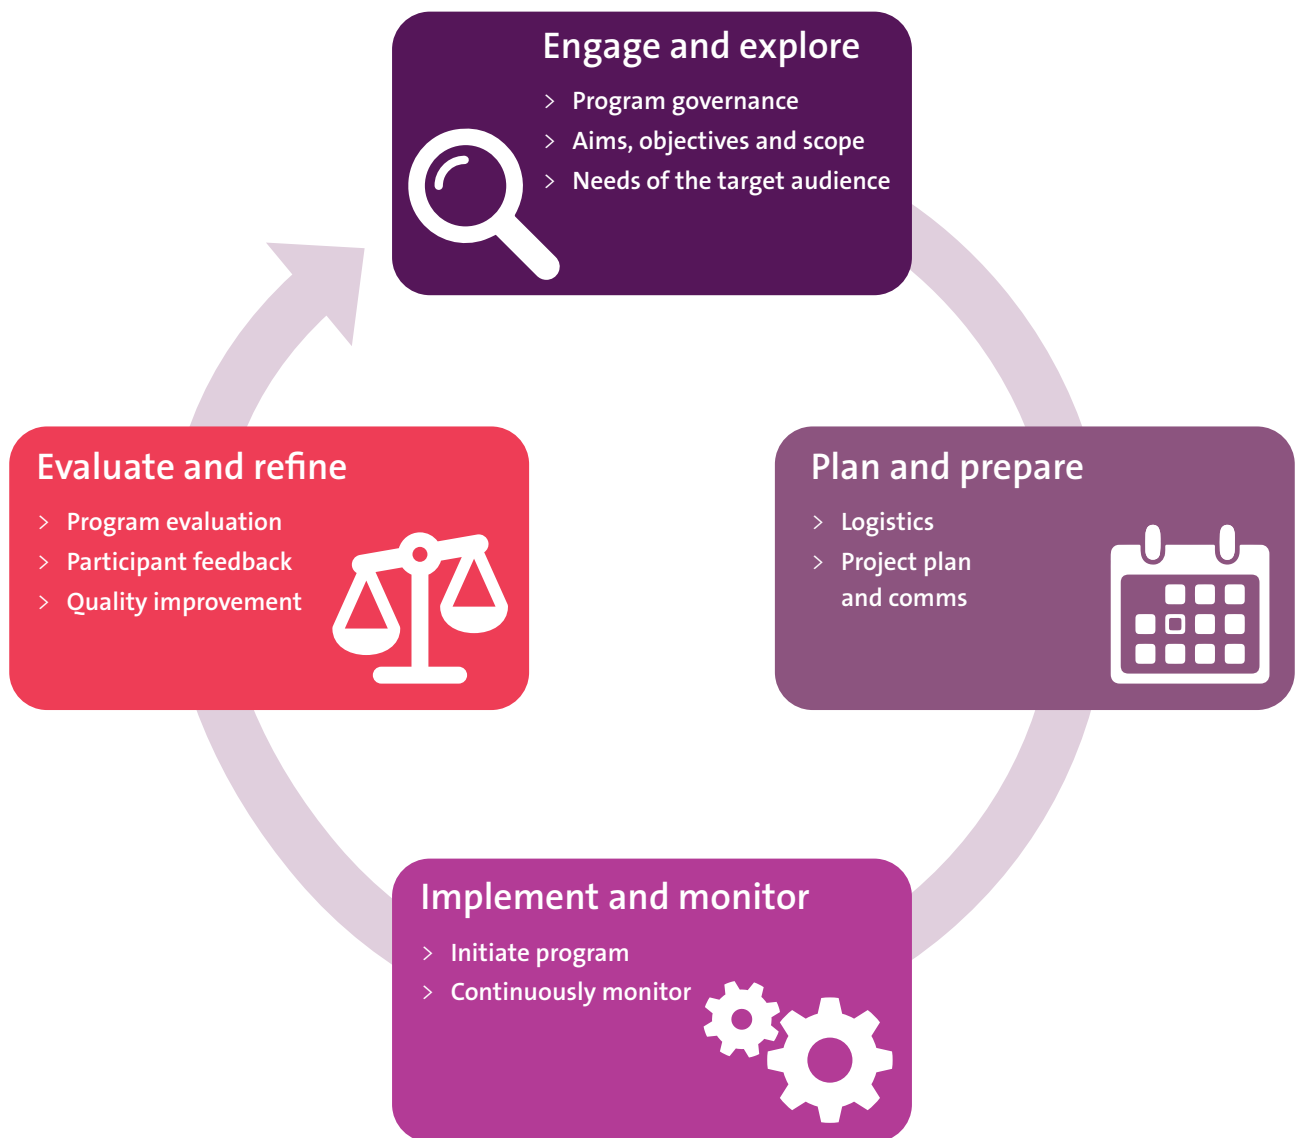 Engage and explore
> Program governance
> Aims, objectives and scope
> Needs of the target audience
Plan and prepare
> Logistics
> Project plan
and comms
Implement and monitor
> Initiate program
> Continuously monitor
Evaluate and refine
> Program evaluation
> Participant feedback
> Quality improvement